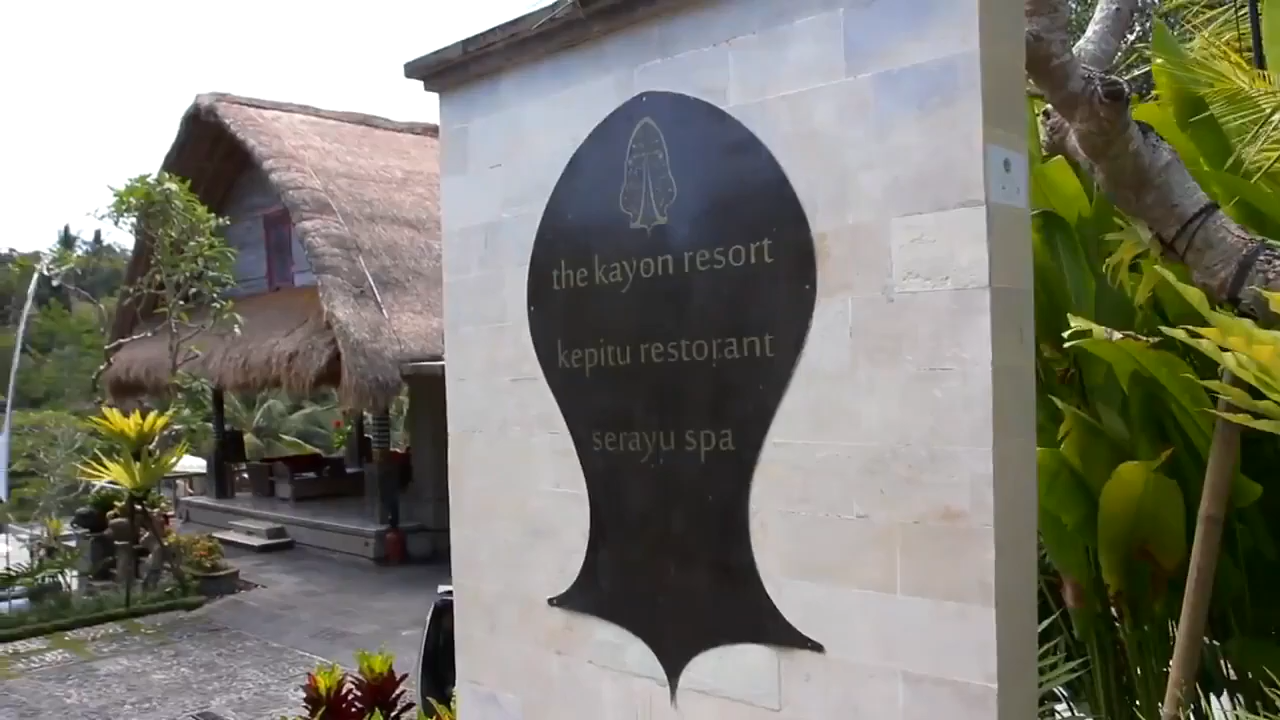 the kayon resort
kepitu restorant
serayu spa